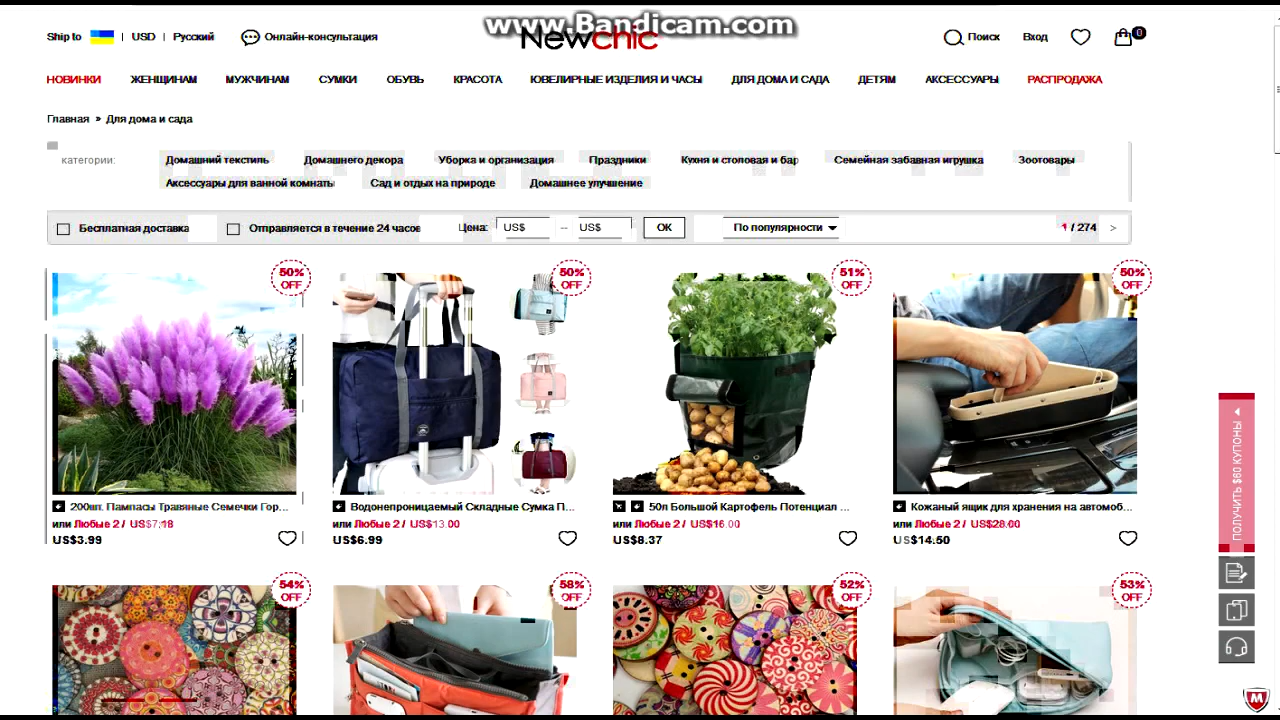 www.Bandicam.com
Ship to | USD | Русский Онлайн-консультация Newchic Поиск Вход 0
НОВИНКИ ЖЕНЩИНАМ МУЖЧИНАМ СУМКИ ОБУВЬ КРАСОТА ЮВЕЛИРНЫЕ ИЗДЕЛИЯ И ЧАСЫ ДЛЯ ДОМА И САДА ДЕТЯМ АКСЕССУАРЫ РАСПРОДАЖА
Главная » Для дома и сада
категории: Домашний текстиль Домашнего декора Уборка и организация Праздники Кухня и столовая и бар Семейная забавная игрушка Зоотовары
Аксессуары для ванной комнаты Сад и отдых на природе Домашнее улучшение
Бесплатная доставка Отправляется в течение 24 часов Цена: US$ -- US$ OK По популярности 1 / 274 >
50% OFF 50% OFF 51% OFF 50% OFF
200шт. Пампасы Травяные Семечки Гор... Водонепроницаемый Складные Сумка П... 50л Большой Картофель Потенциал ... Кожаный ящик для хранения на автомоб...
или Любые 2 / US$7.18 или Любые 2 / US$13.00 или Любые 2 / US$16.00 или Любые 2 / US$28.00
US$3.99 US$6.99 US$8.37 US$14.50
54% OFF 58% OFF 52% OFF 53% OFF
ПОЛУЧИТЬ $60 КУПОНЫ